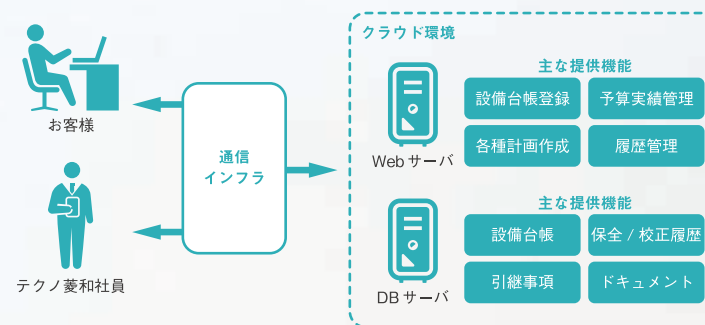 クラウド環境
お客様
テクノ菱和社員
通信
インフラ
Webサーバ
主な提供機能
設備台帳登録
予算実績管理
各種計画作成
履歴管理
DBサーバ
主な提供機能
設備台帳
保全 / 校正履歴
引継事項
ドキュメント